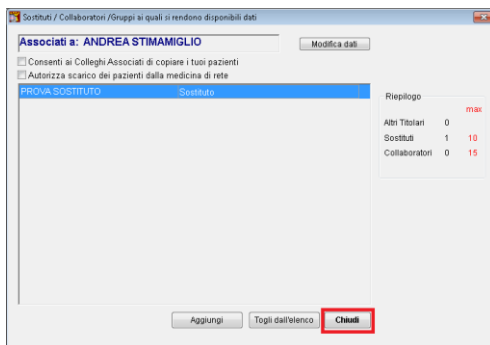 Sostituti / Collaboratori /Gruppi ai quali si rendono disponibili dati
Associati a: ANDREA STIMAMIGLIO
Modifica dati
Consenti ai Colleghi Associati di copiare i tuoi pazienti
Autorizza scarico dei pazienti dalla medicina di rete
PROVA SOSTITUTO Sostituto
Riepilogo
max
Altri Titolari 0
Sostituti 1 10
Collaboratori 0 15
Aggiungi
Togli dall'elenco
Chiudi